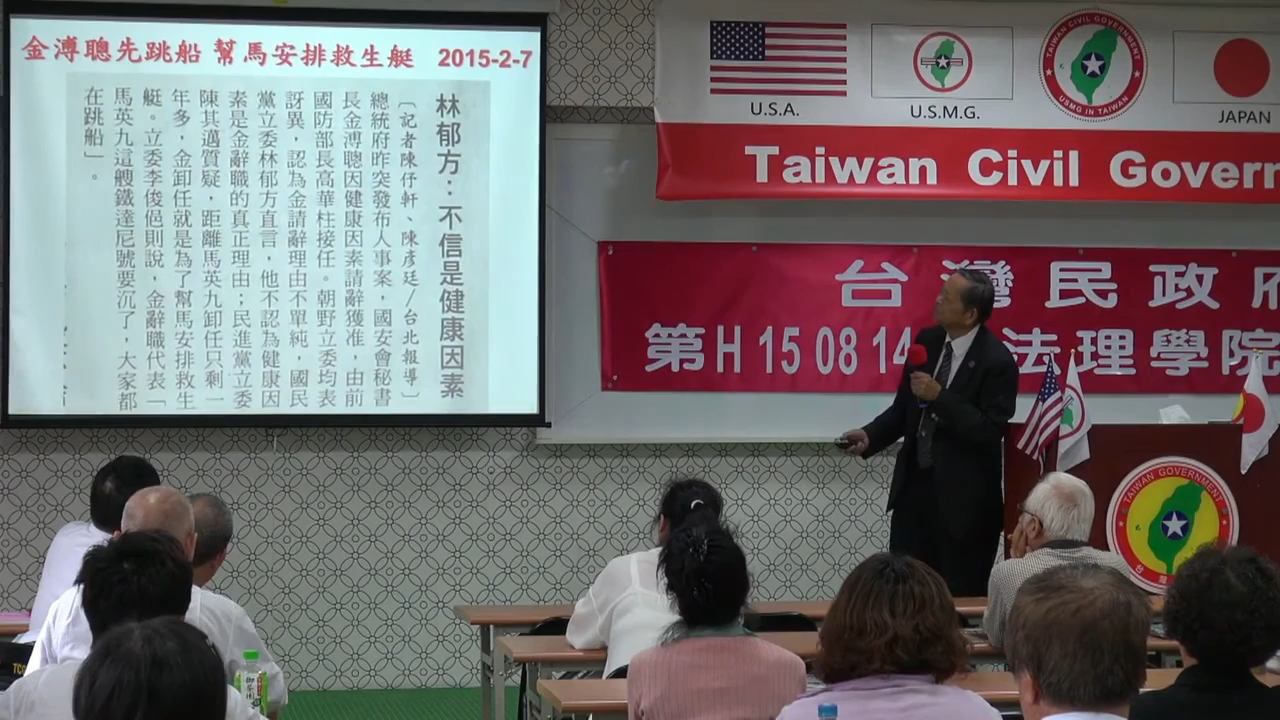 金溥聰先跳船 幫馬安排救生艇 2015-2-7
林郁方：不信是健康因素
〔記者陳仔軒、陳彥廷／台北報導〕
總統府昨突發布人事案，國安會秘書
長金溥聰因健康因素請辭獲准，由前
國防部長高華柱接任。朝野立委均表
訝異，認為金請辭理由不單純，國民
黨立委林郁方直言，他不認為健康因
素是金辭職的真正理由；民進黨立委
陳其邁質疑，距離馬英九卸任只剩一
年多，金卸任就是為了幫馬安排救生
艇。立委李俊俋則說，金辭職代表「
馬英九這艘鐵達尼號要沉了，大家都
在跳船」。
U.S.A.
U.S.M.G.
TAIWAN CIVIL GOVERNMENT
USMG IN TAIWAN
JAPAN
Taiwan Civil Govern
台灣民政府
第H 15 08 14 法理學院
TAIWAN GOVERNMENT
台灣